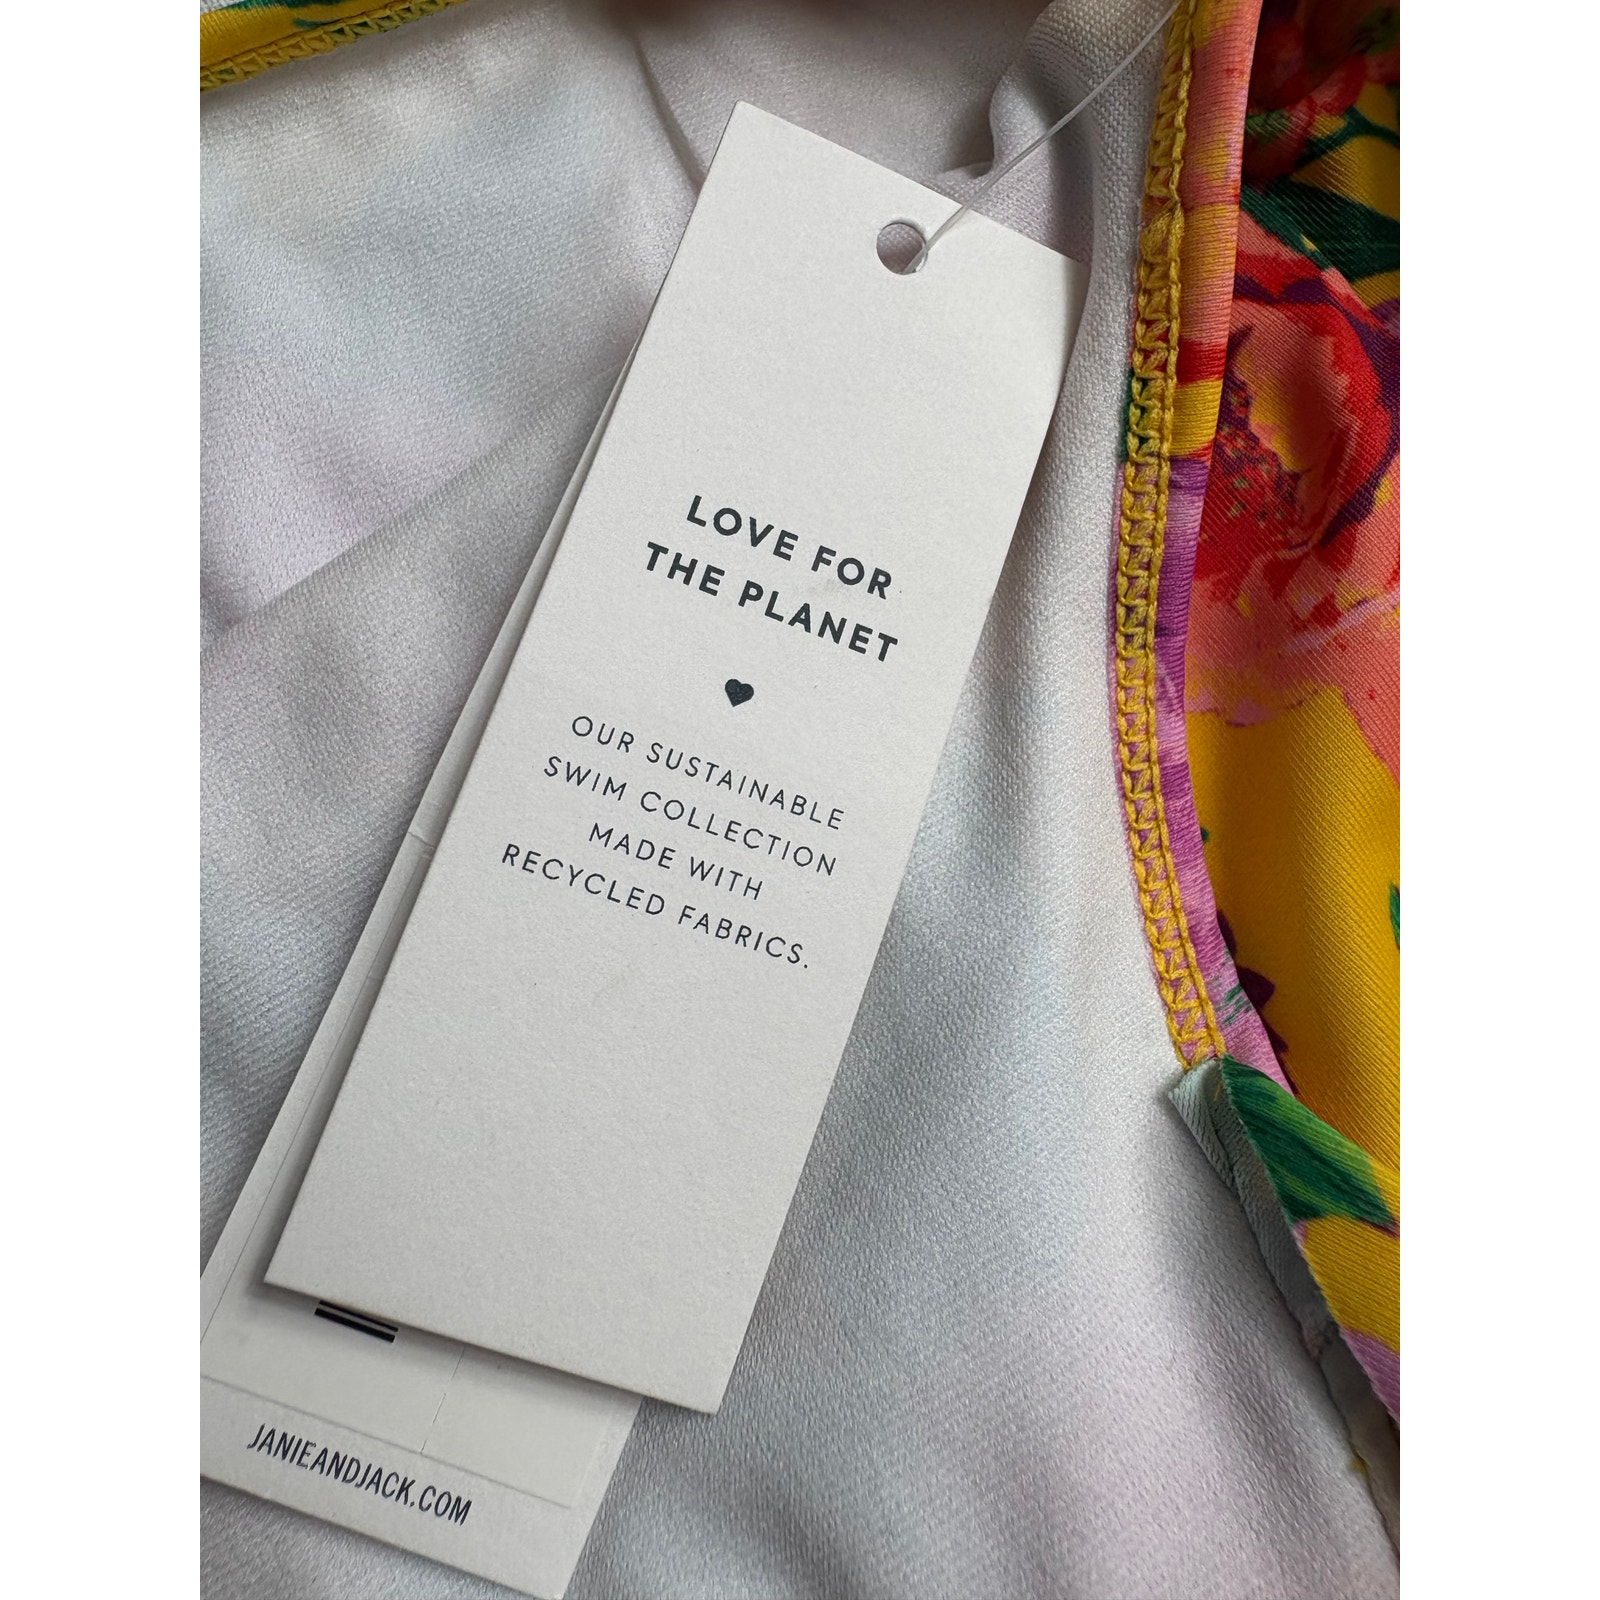 LOVE FOR
THE PLANET
OUR SUSTAINABLE
SWIM COLLECTION
MADE WITH
RECYCLED FABRICS.
JANIEANDJACK.COM